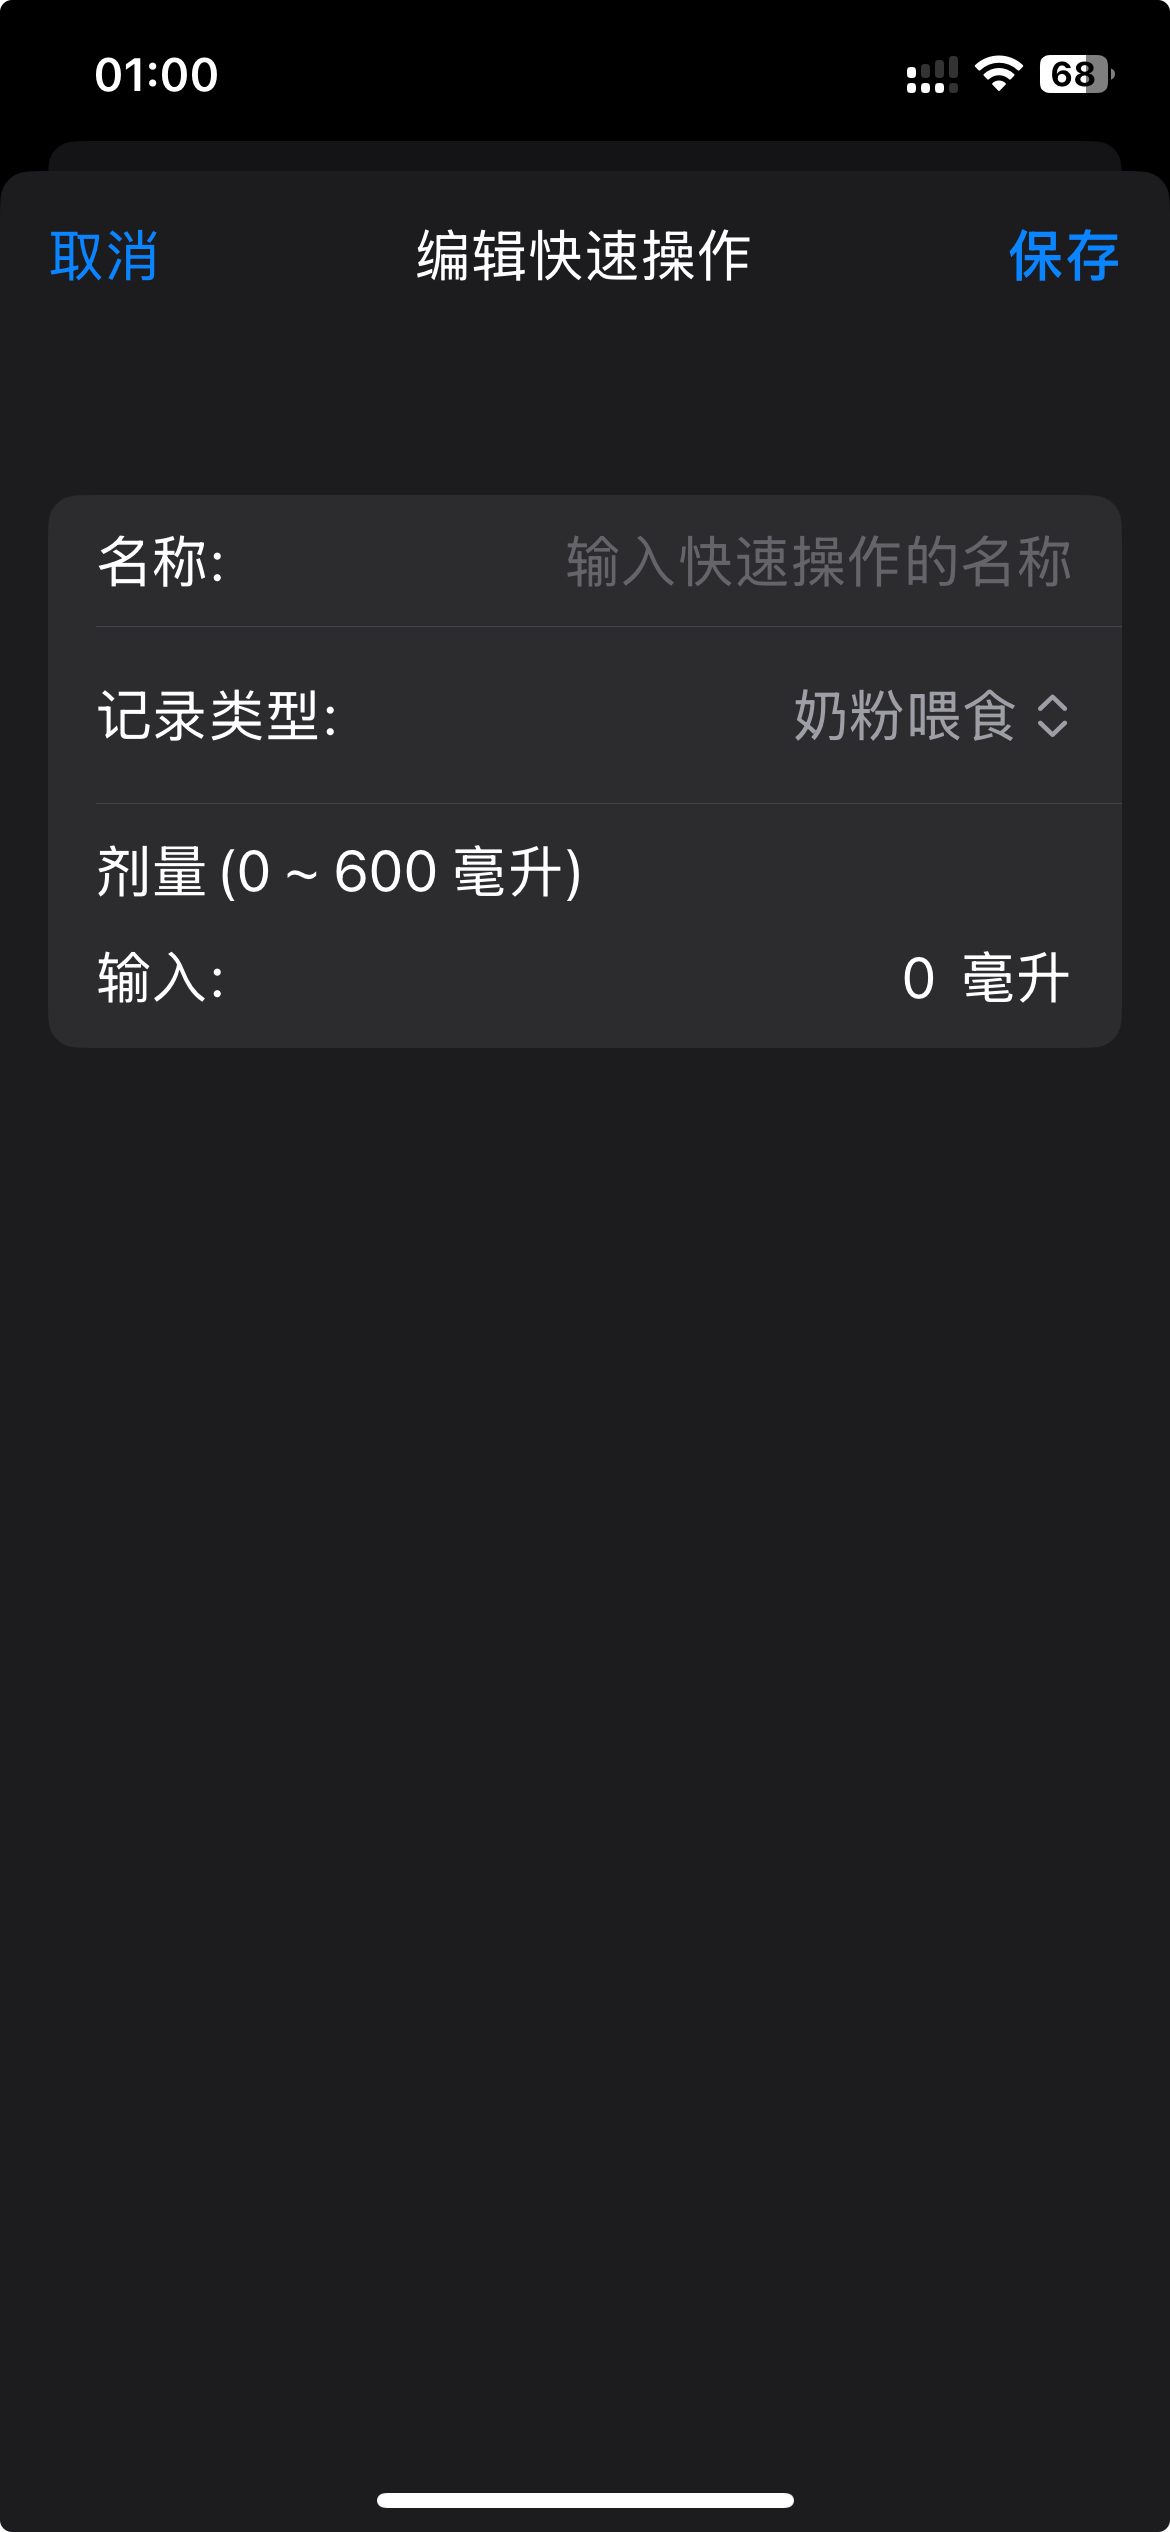 01:00 68
取消 编辑快速操作 保存
名称: 输入快速操作的名称
记录类型: 奶粉喂食
剂量 (0 ~ 600 毫升)
输入: 0 毫升